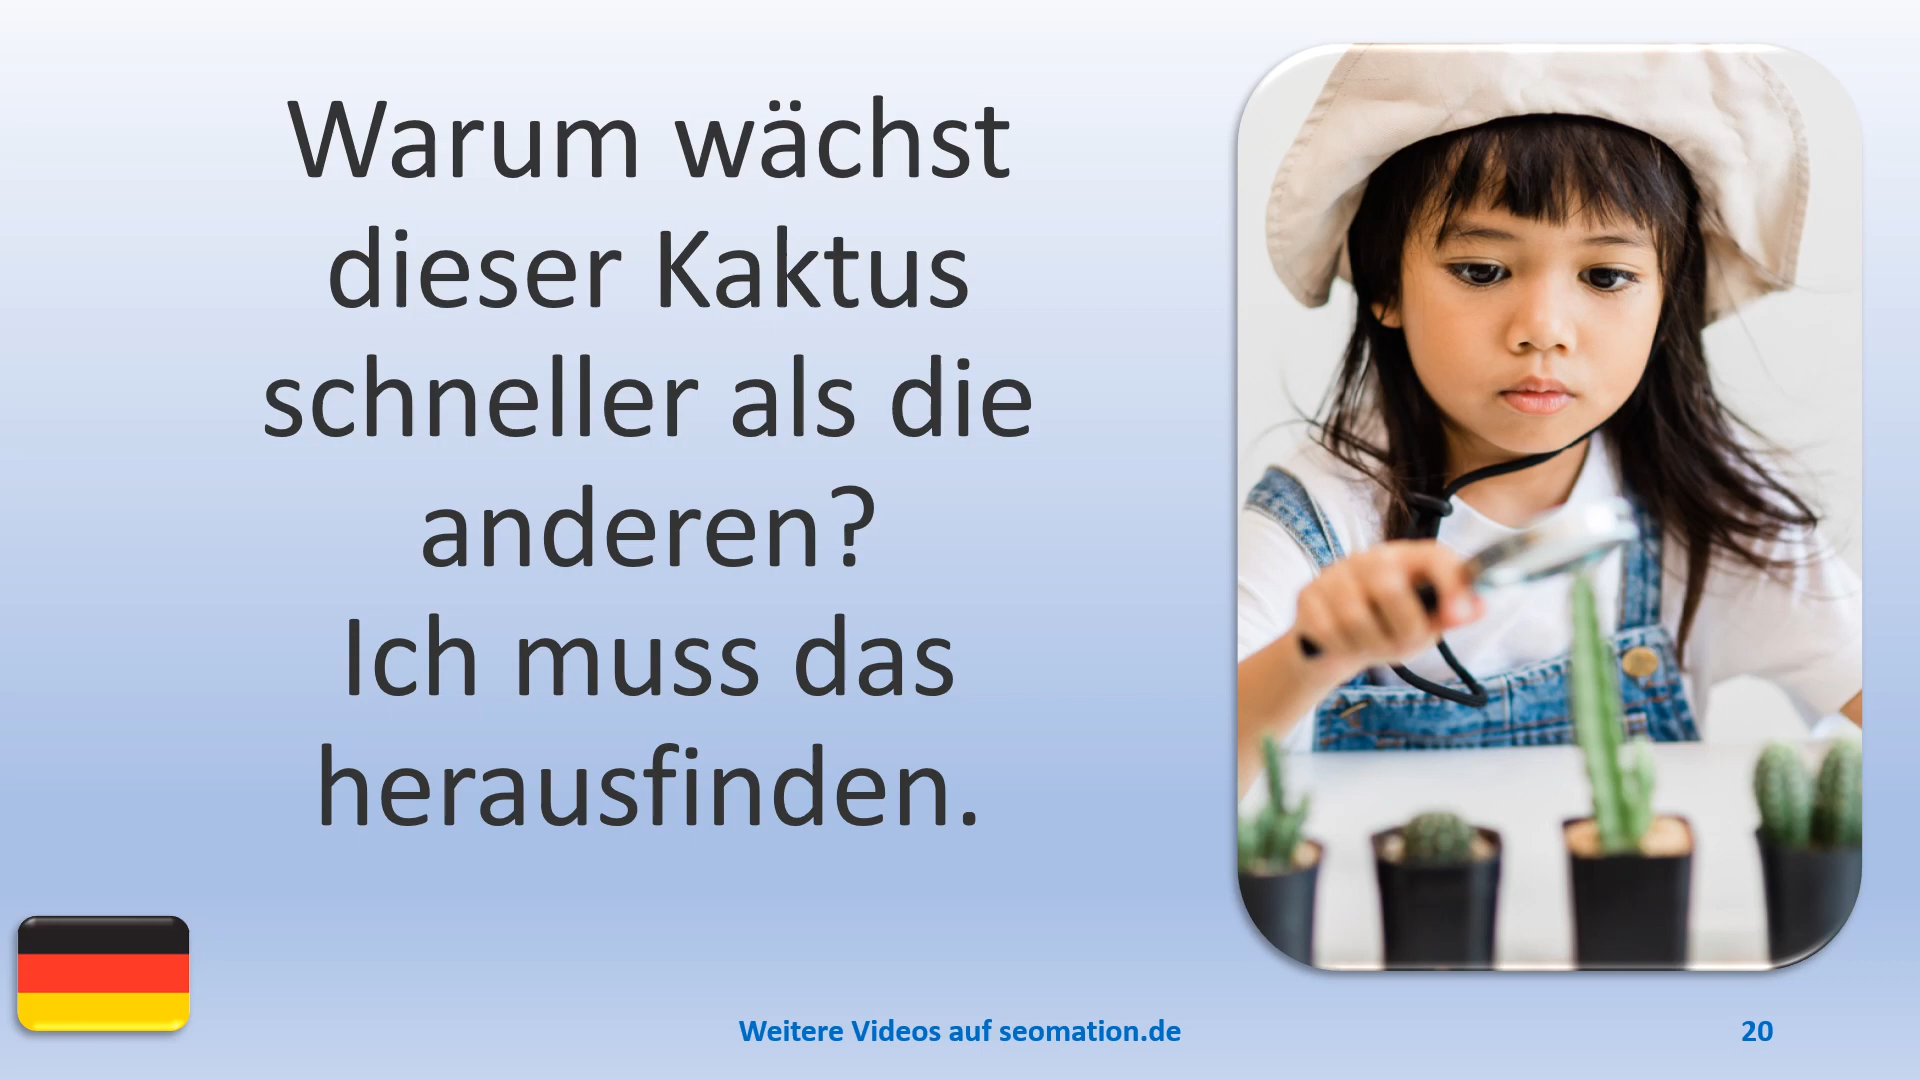 Warum wächst
dieser Kaktus
schneller als die
anderen?
Ich muss das
herausfinden.
Weitere Videos auf seomation.de
20